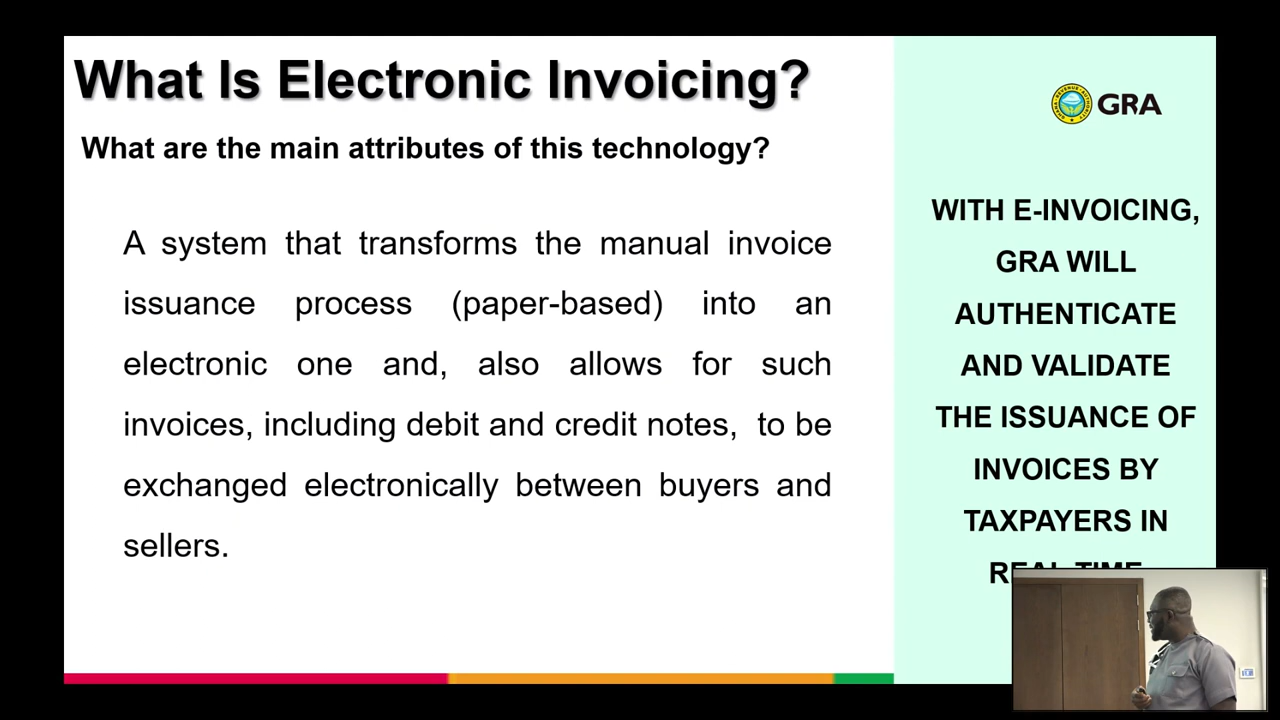 What Is Electronic Invoicing?
What are the main attributes of this technology?
A system that transforms the manual invoice
issuance process (paper-based) into an
electronic one and, also allows for such
invoices, including debit and credit notes, to be
exchanged electronically between buyers and
sellers.
GRA
WITH E-INVOICING,
GRA WILL
AUTHENTICATE
AND VALIDATE
THE ISSUANCE OF
INVOICES BY
TAXPAYERS IN
REAL-TIME